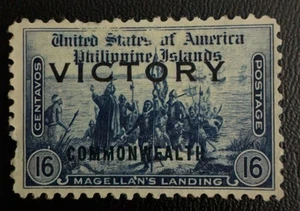 United States of America
Philippine Islands
VICTORY
CENTAVOS
POSTAGE
COMMONWEALTH
16
16
MAGELLAN'S LANDING